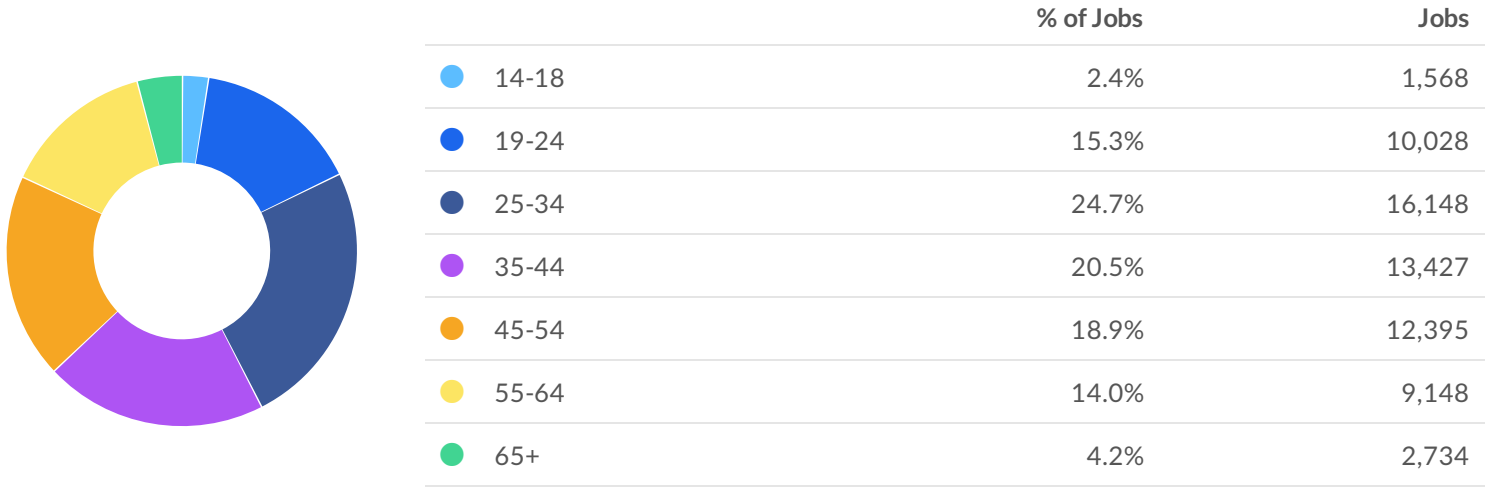 % of Jobs Jobs
14-18 2.4% 1,568
19-24 15.3% 10,028
25-34 24.7% 16,148
35-44 20.5% 13,427
45-54 18.9% 12,395
55-64 14.0% 9,148
65+ 4.2% 2,734